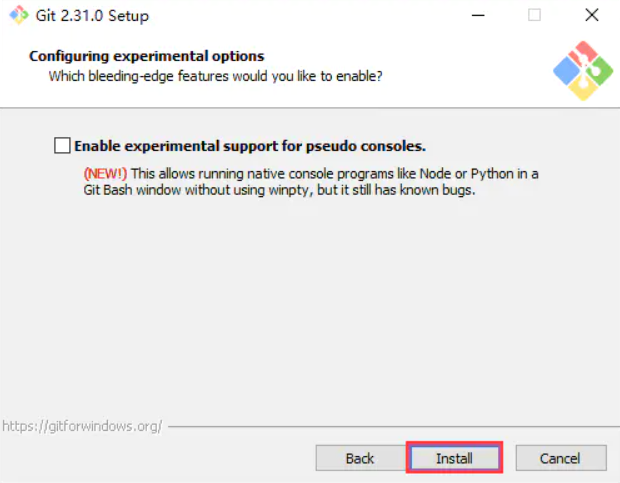 Git 2.31.0 Setup
Configuring experimental options
Which bleeding-edge features would you like to enable?
Enable experimental support for pseudo consoles.
(NEW!) This allows running native console programs like Node or Python in a
Git Bash window without using winpty, but it still has known bugs.
https://gitforwindows.org/
Back Install Cancel